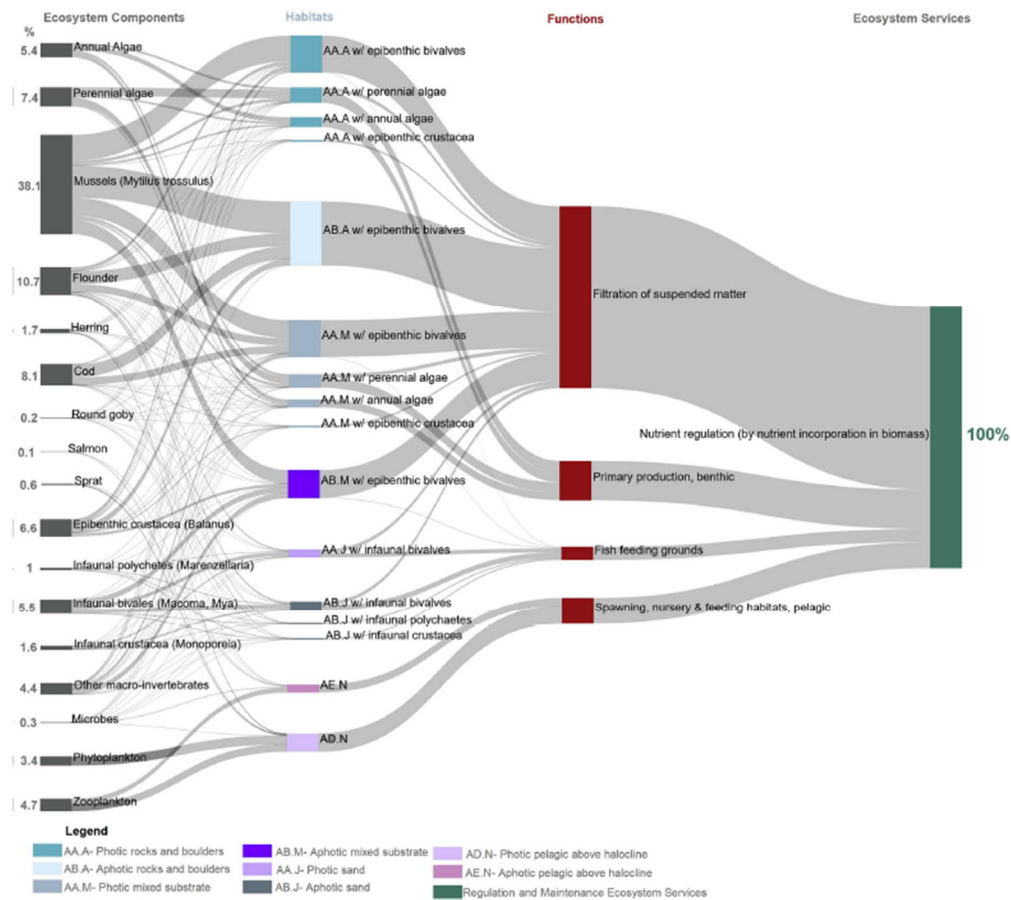 Ecosystem Components
Habitats
Functions
Ecosystem Services
%
5.4
Annual Algae
7.4
Perennial algae
38.1
Mussels (Mytilus trossulus)
10.7
Flounder
1.7
Herring
8.1
Cod
0.2
Round goby
0.1
Salmon
0.6
Sprat
6.6
Epibenthic crustacea (Balanus)
1
Infaunal polychetes (Marenzellaria)
5.5
Infaunal bivales (Macoma, Mya)
1.6
Infaunal crustacea (Monoporeia)
4.4
Other macro-invertebrates
0.3
Microbes
3.4
Phytoplankton
4.7
Zooplankton
AA.A w/ epibenthic bivalves
AA.A w/ perennial algae
AA.A w/ annual algae
AA.A w/ epibenthic crustacea
AB.A w/ epibenthic bivalves
AA.M w/ epibenthic bivalves
AA.M w/ perennial algae
AA.M w/ annual algae
AA.M w/ epibenthic crustacea
AB.M w/ epibenthic bivalves
AA.J w/ infaunal bivalves
AB.J w/ infaunal bivalves
AB.J w/ infaunal polychaetes
AB.J w/ infaunal crustacea
AE.N
AD.N
Filtration of suspended matter
Primary production, benthic
Fish feeding grounds
Spawning, nursery & feeding habitats, pelagic
Nutrient regulation (by nutrient incorporation in biomass)
100%
Legend
AA.A- Photic rocks and boulders
AB.A- Aphotic rocks and boulders
AA.M- Photic mixed substrate
AB.M- Aphotic mixed substrate
AA.J- Photic sand
AB.J- Aphotic sand
AD.N- Photic pelagic above halocline
AE.N- Aphotic pelagic above halocline
Regulation and Maintenance Ecosystem Services